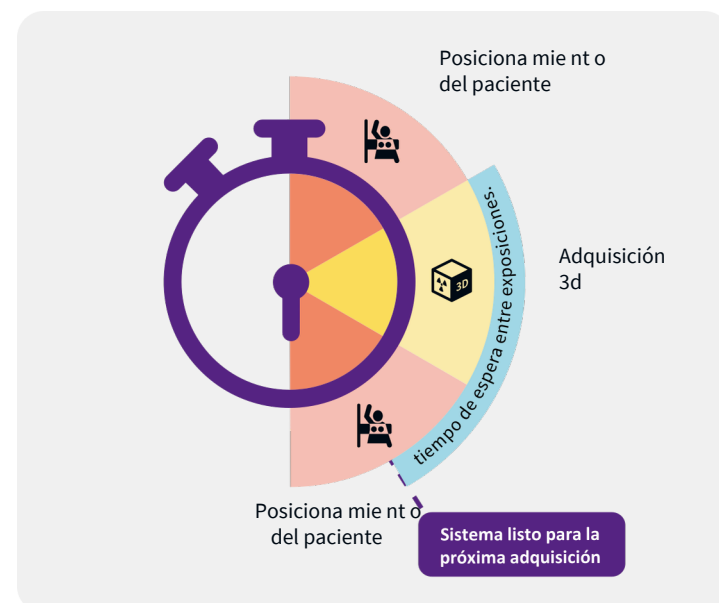 Posiciona mie nt o
del paciente
tiempo de espera entre exposiciones.
3D
Adquisición
3d
Posiciona mie nt o
del paciente
Sistema listo para la
próxima adquisición